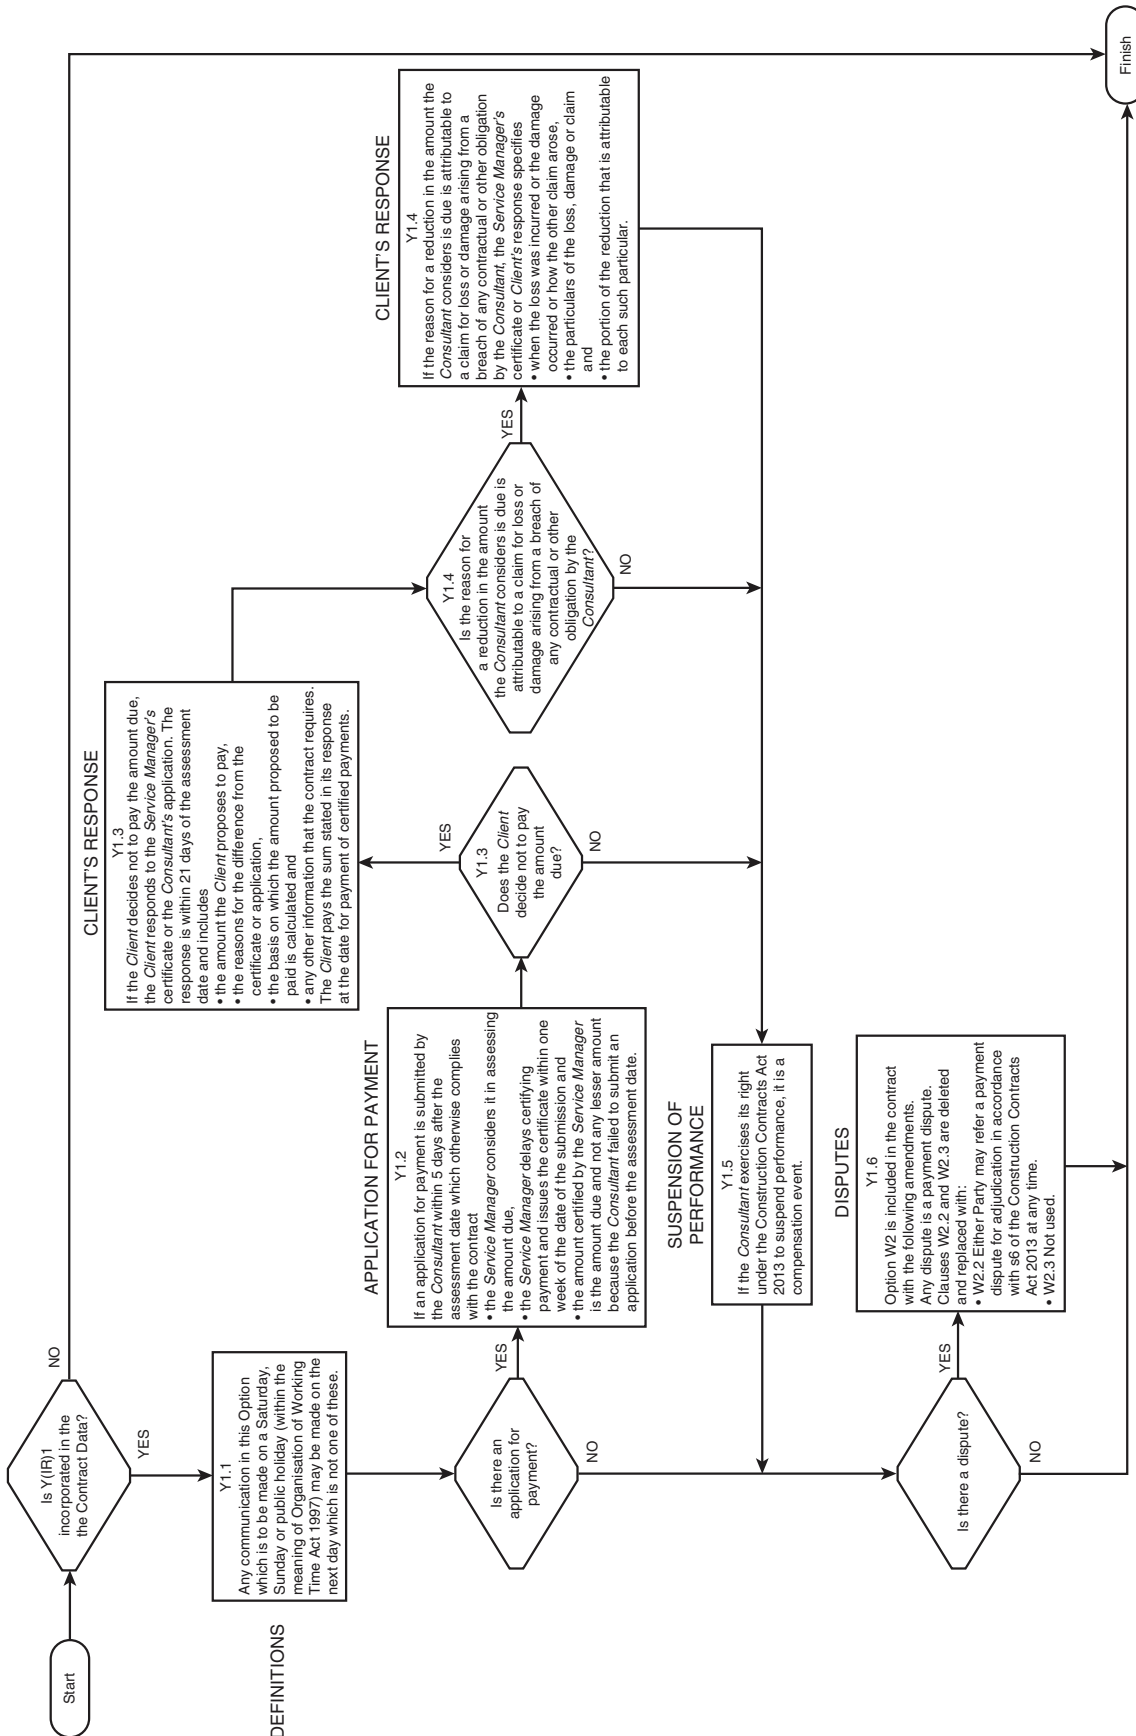 Start
Is Y(IR)1
incorporated in the
the Contract Data?
NO
YES
DEFINITIONS
Y1.1
Any communication in this Option
which is to be made on a Saturday,
Sunday or public holiday (within the
meaning of Organisation of Working
Time Act 1997) may be made on the
next day which is not one of these.
Is there an
application for
payment?
YES
NO
APPLICATION FOR PAYMENT
Y1.2
If an application for payment is submitted by
the Consultant within 5 days after the
assessment date which otherwise complies
with the contract
• the Service Manager considers it in assessing
the amount due,
• the Service Manager delays certifying
payment and issues the certificate within one
week of the date of the submission and
• the amount certified by the Service Manager
is the amount due and not any lesser amount
because the Consultant failed to submit an
application before the assessment date.
Y1.3
Does the Client
decide not to pay
the amount
due?
YES
NO
CLIENT'S RESPONSE
Y1.3
If the Client decides not to pay the amount due,
the Client responds to the Service Manager's
certificate or the Consultant's application. The
response is within 21 days of the assessment
date and includes
• the amount the Client proposes to pay,
• the reasons for the difference from the
certificate or application,
• the basis on which the amount proposed to be
paid is calculated and
• any other information that the contract requires.
The Client pays the sum stated in its response
at the date for payment of certified payments.
Y1.4
Is the reason for
a reduction in the amount
the Consultant considers is due is
attributable to a claim for loss or
damage arising from a breach of
any contractual or other
obligation by the
Consultant?
YES
NO
CLIENT'S RESPONSE
Y1.4
If the reason for a reduction in the amount the
Consultant considers is due is attributable to
a claim for loss or damage arising from a
breach of any contractual or other obligation
by the Consultant, the Service Manager's
certificate or Client's response specifies
• when the loss was incurred or the damage
occurred or how the other claim arose,
• the particulars of the loss, damage or claim
and
• the portion of the reduction that is attributable
to each such particular.
SUSPENSION OF
PERFORMANCE
Y1.5
If the Consultant exercises its right
under the Construction Contracts Act
2013 to suspend performance, it is a
compensation event.
Is there a dispute?
YES
NO
DISPUTES
Y1.6
Option W2 is included in the contract
with the following amendments.
Any dispute is a payment dispute.
Clauses W2.2 and W2.3 are deleted
and replaced with:
• W2.2 Either Party may refer a payment
dispute for adjudication in accordance
with s6 of the Construction Contracts
Act 2013 at any time.
• W2.3 Not used.
Finish